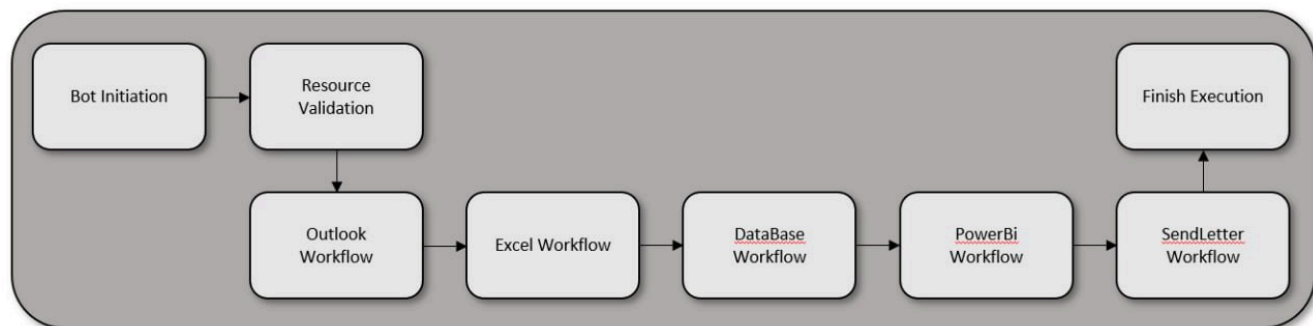 Bot Initiation
Resource
Validation
Outlook
Workflow
Excel Workflow
DataBase
Workflow
PowerBi
Workflow
SendLetter
Workflow
Finish Execution